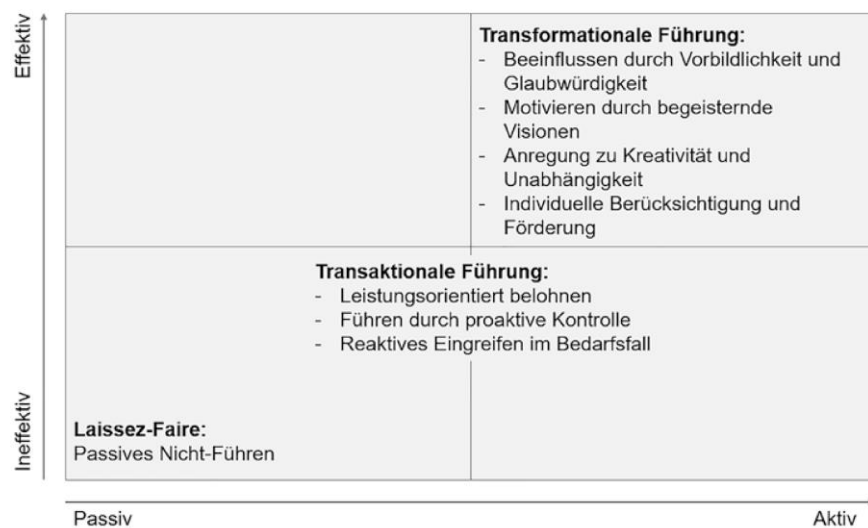 Effektiv
Ineffektiv
Transformationale Führung:
- Beeinflussen durch Vorbildlichkeit und
Glaubwürdigkeit
- Motivieren durch begeisternde
Visionen
- Anregung zu Kreativität und
Unabhängigkeit
- Individuelle Berücksichtigung und
Förderung
Transaktionale Führung:
- Leistungsorientiert belohnen
- Führen durch proaktive Kontrolle
- Reaktives Eingreifen im Bedarfsfall
Laissez-Faire:
Passives Nicht-Führen
Passiv
Aktiv